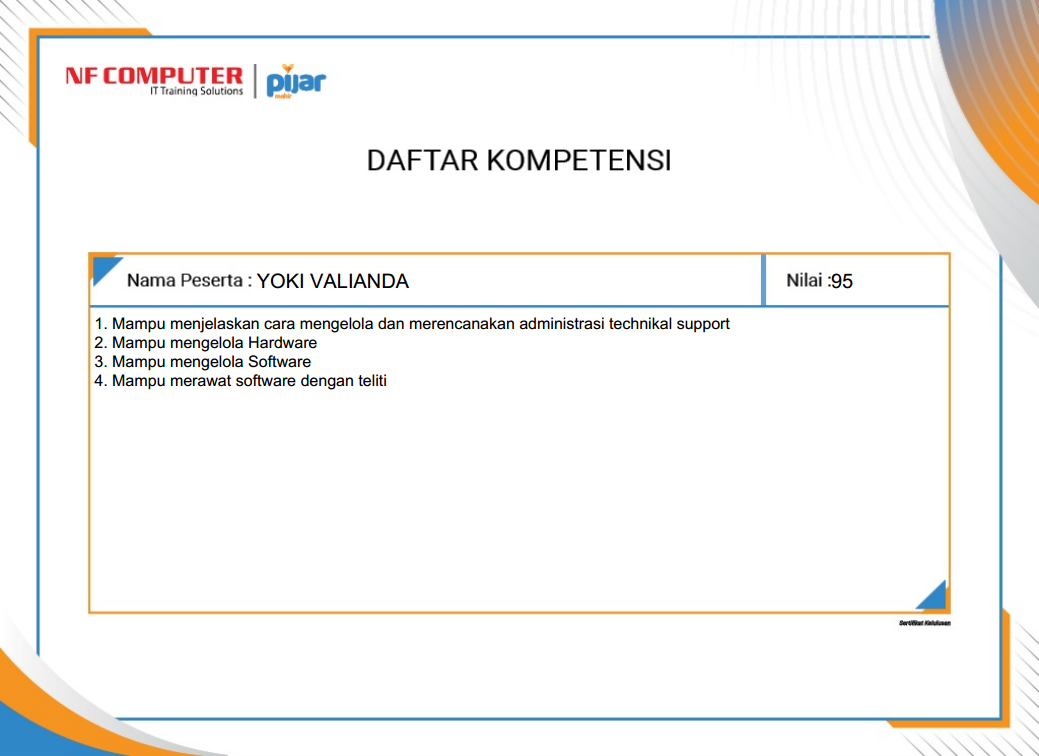 NF COMPUTER
IT Training Solutions
pijar
mahir
DAFTAR KOMPETENSI
Nama Peserta : YOKI VALIANDA
Nilai :95
1. Mampu menjelaskan cara mengelola dan merencanakan administrasi technikal support
2. Mampu mengelola Hardware
3. Mampu mengelola Software
4. Mampu merawat software dengan teliti
Sertifikat Kelulusan